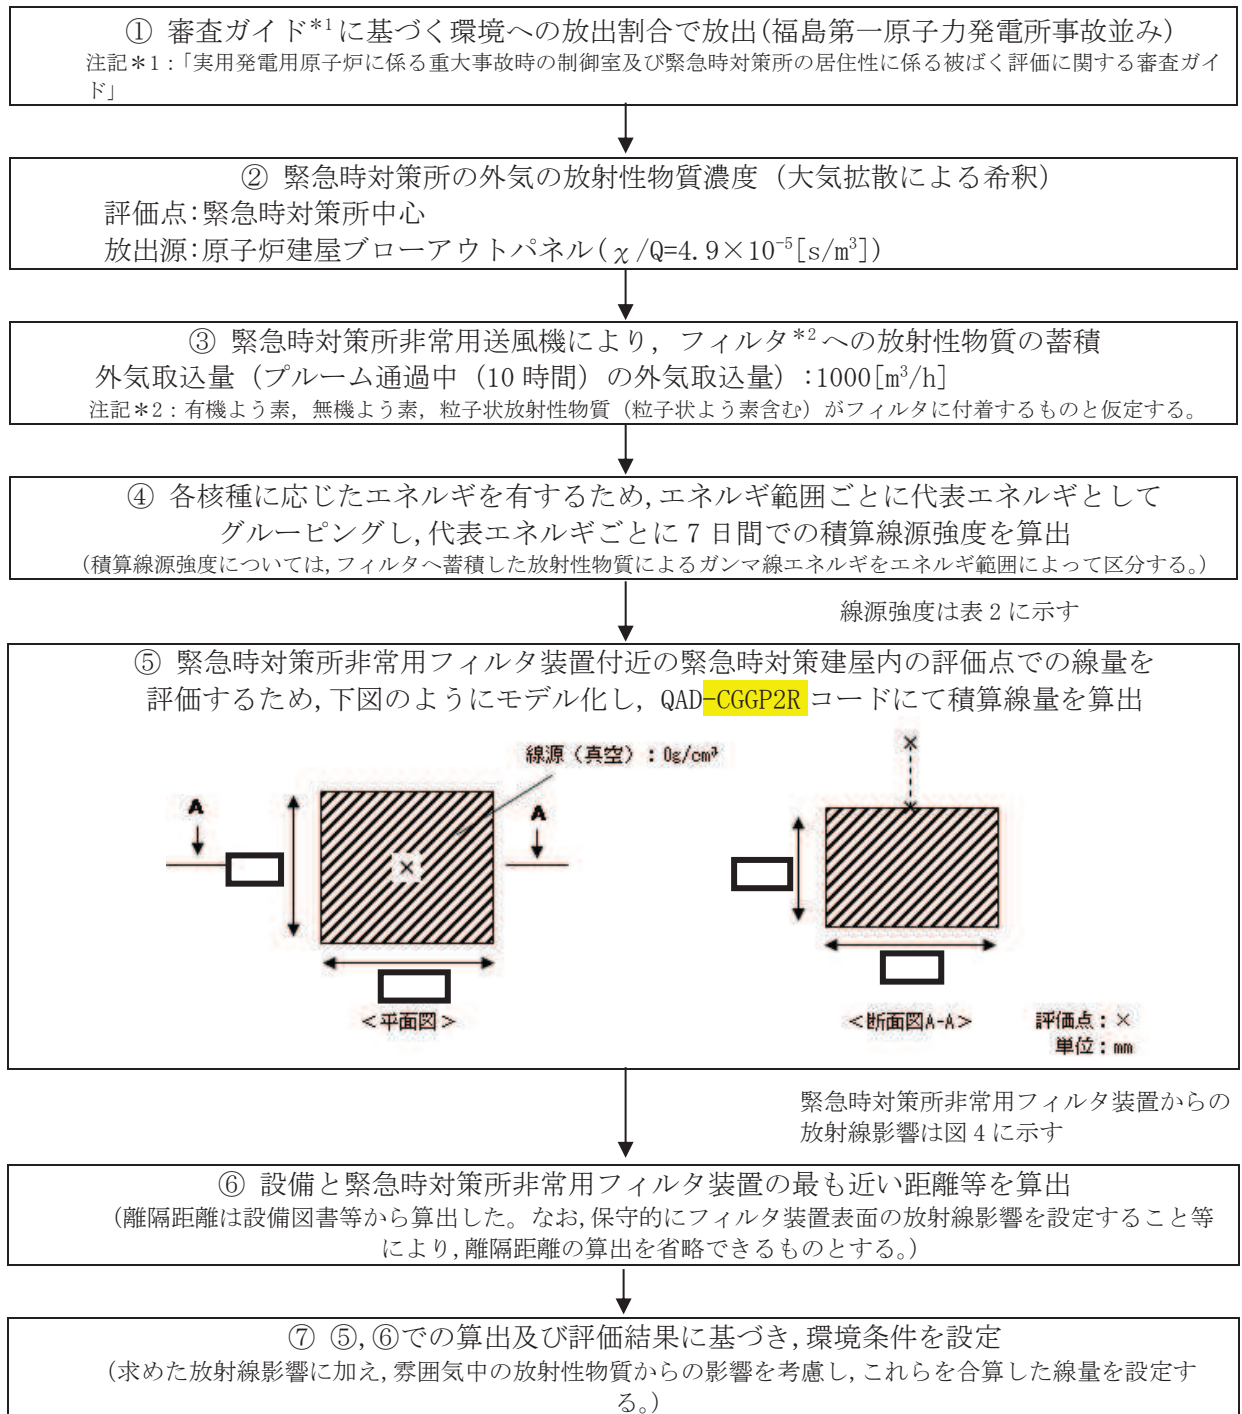 ① 審査ガイド*1に基づく環境への放出割合で放出(福島第一原子力発電所事故並み)
注記＊1：「実用発電用原子炉に係る重大事故時の制御室及び緊急時対策所の居住性に係る被ばく評価に関する審査ガイ
ド」
② 緊急時対策所の外気の放射性物質濃度（大気拡散による希釈）
評価点:緊急時対策所中心
放出源:原子炉建屋ブローアウトパネル(χ/Q=4.9×10⁻⁵[s/m³])
③ 緊急時対策所非常用送風機により，フィルタ*2への放射性物質の蓄積
外気取込量（プルーム通過中（10 時間）の外気取込量）:1000[m³/h]
注記＊2：有機よう素，無機よう素，粒子状放射性物質（粒子状よう素含む）がフィルタに付着するものと仮定する。
④ 各核種に応じたエネルギを有するため,エネルギ範囲ごとに代表エネルギとして
グルーピングし,代表エネルギごとに 7 日間での積算線源強度を算出
(積算線源強度については,フィルタへ蓄積した放射性物質によるガンマ線エネルギをエネルギ範囲によって区分する。)
線源強度は表 2 に示す
⑤ 緊急時対策所非常用フィルタ装置付近の緊急時対策建屋内の評価点での線量を
評価するため,下図のようにモデル化し, QAD-CGGP2R コードにて積算線量を算出
線源（真空）：0g/cm³
A
A
＜平面図＞
＜断面図A-A＞
評価点：×
単位：mm
緊急時対策所非常用フィルタ装置からの
放射線影響は図 4 に示す
⑥ 設備と緊急時対策所非常用フィルタ装置の最も近い距離等を算出
(離隔距離は設備図書等から算出した。なお,保守的にフィルタ装置表面の放射線影響を設定すること等
により,離隔距離の算出を省略できるものとする。)
⑦ ⑤,⑥での算出及び評価結果に基づき,環境条件を設定
(求めた放射線影響に加え,雰囲気中の放射性物質からの影響を考慮し,これらを合算した線量を設定す
る。)